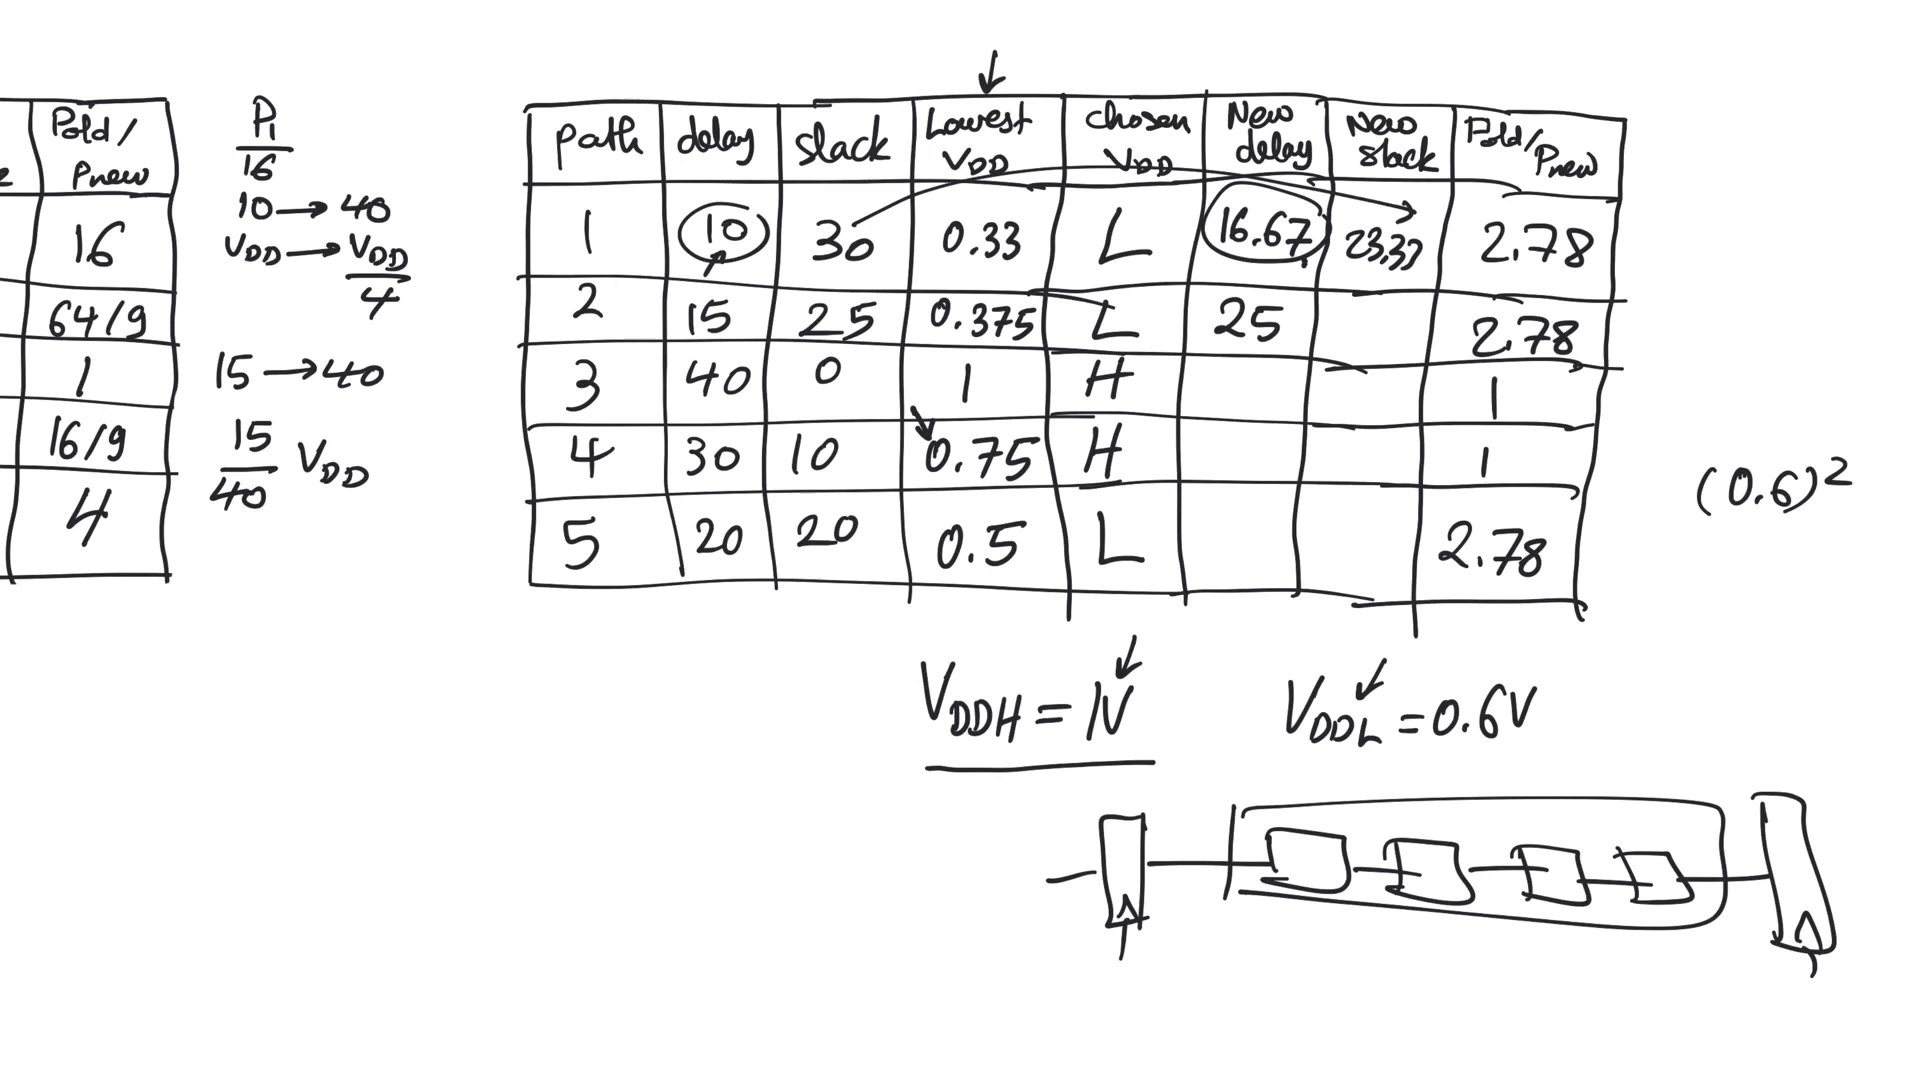 Pold/
Pnew
16
64/9
1
16/9
4
P1
16
10 → 40
VDD → VDD
4
15 → 40
15
40
VDD
Path delay slack Lowest VDD chosen VDD New delay New slack Pold/Pnew
1 10 30 0.33 L 16.67 23.33 2.78
2 15 25 0.375 L 25 2.78
3 40 0 1 H 1
4 30 10 0.75 H 1
5 20 20 0.5 L 2.78
(0.6)²
VDDH = 1V VDDL = 0.6V